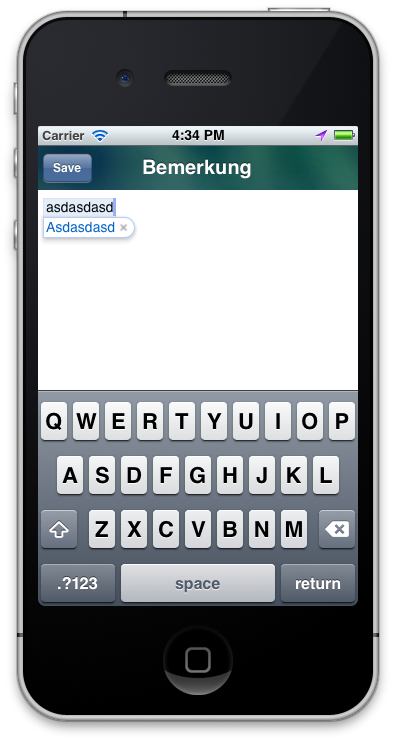 Carrier 4:34 PM
Save Bemerkung
asdasdasd
Asdasdasd ×
Q W E R T Y U I O P
A S D F G H J K L
Z X C V B N M
.?123 space return